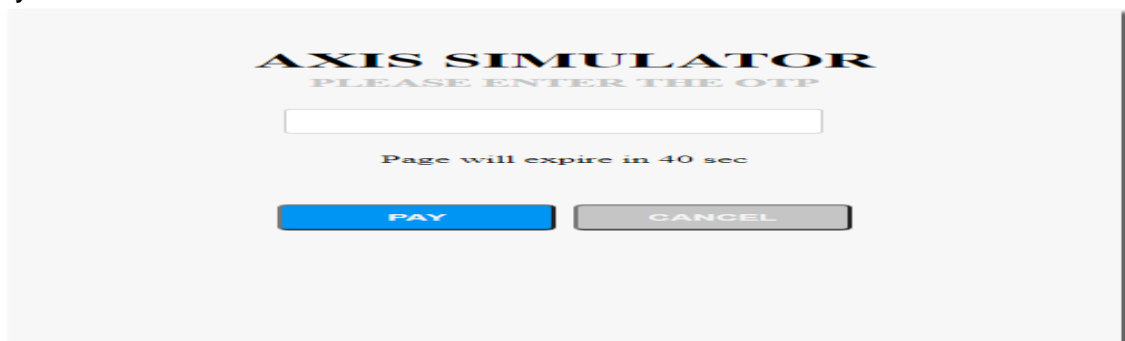 AXIS SIMULATOR
PLEASE ENTER THE OTP
Page will expire in 40 sec
PAY CANCEL